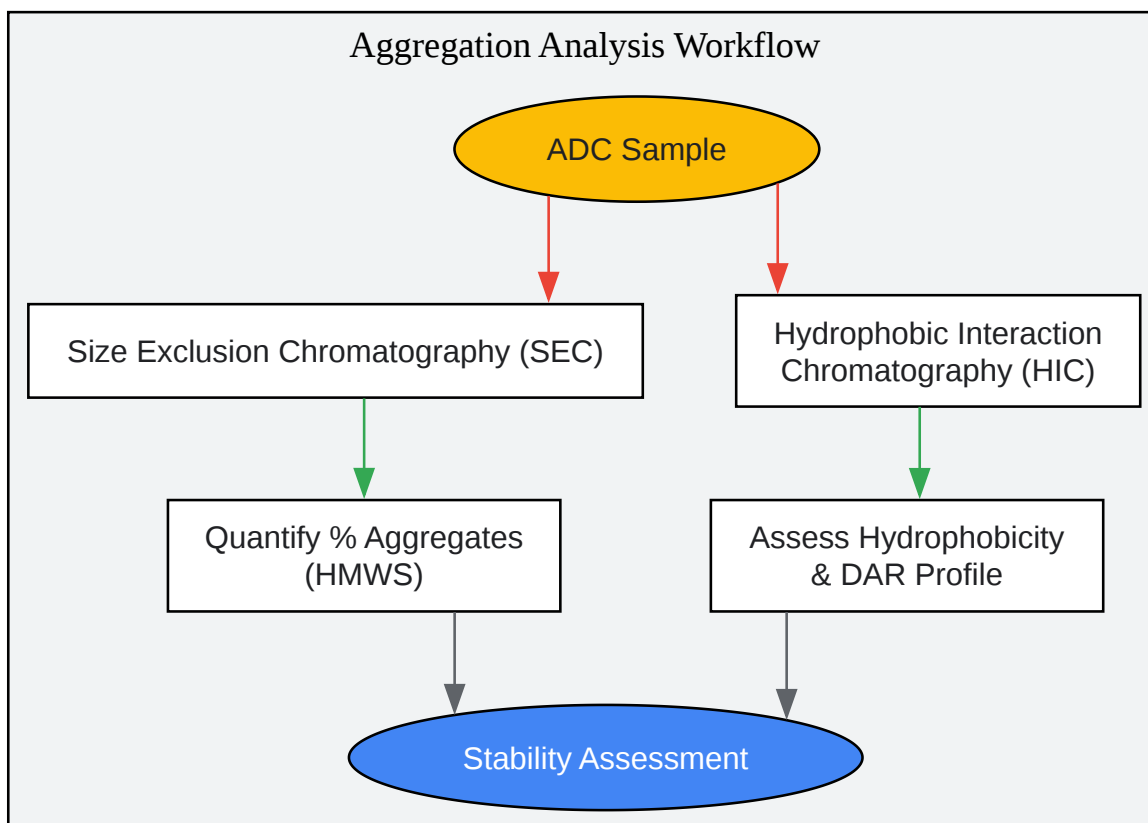 Aggregation Analysis Workflow
ADC Sample
Size Exclusion Chromatography (SEC)
Hydrophobic Interaction
Chromatography (HIC)
Quantify % Aggregates
(HMWS)
Assess Hydrophobicity
& DAR Profile
Stability Assessment